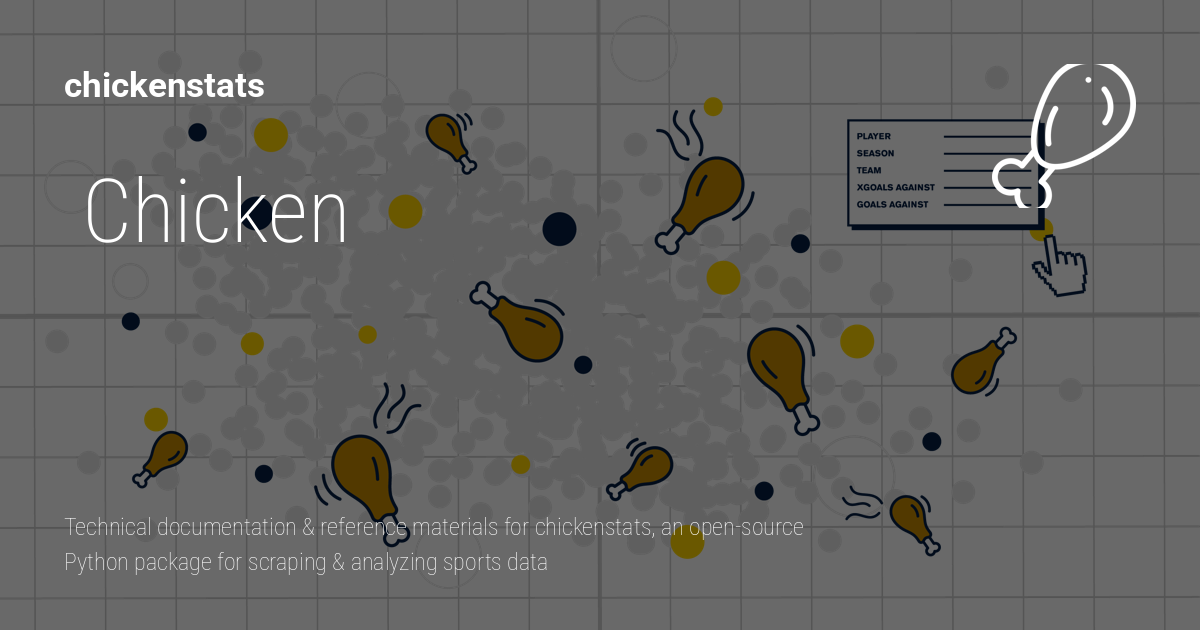 chickenstats
Chicken
PLAYER
SEASON
TEAM
XGOALS AGAINST
GOALS AGAINST
Technical documentation & reference materials for chickenstats, an open-source
Python package for scraping & analyzing sports data